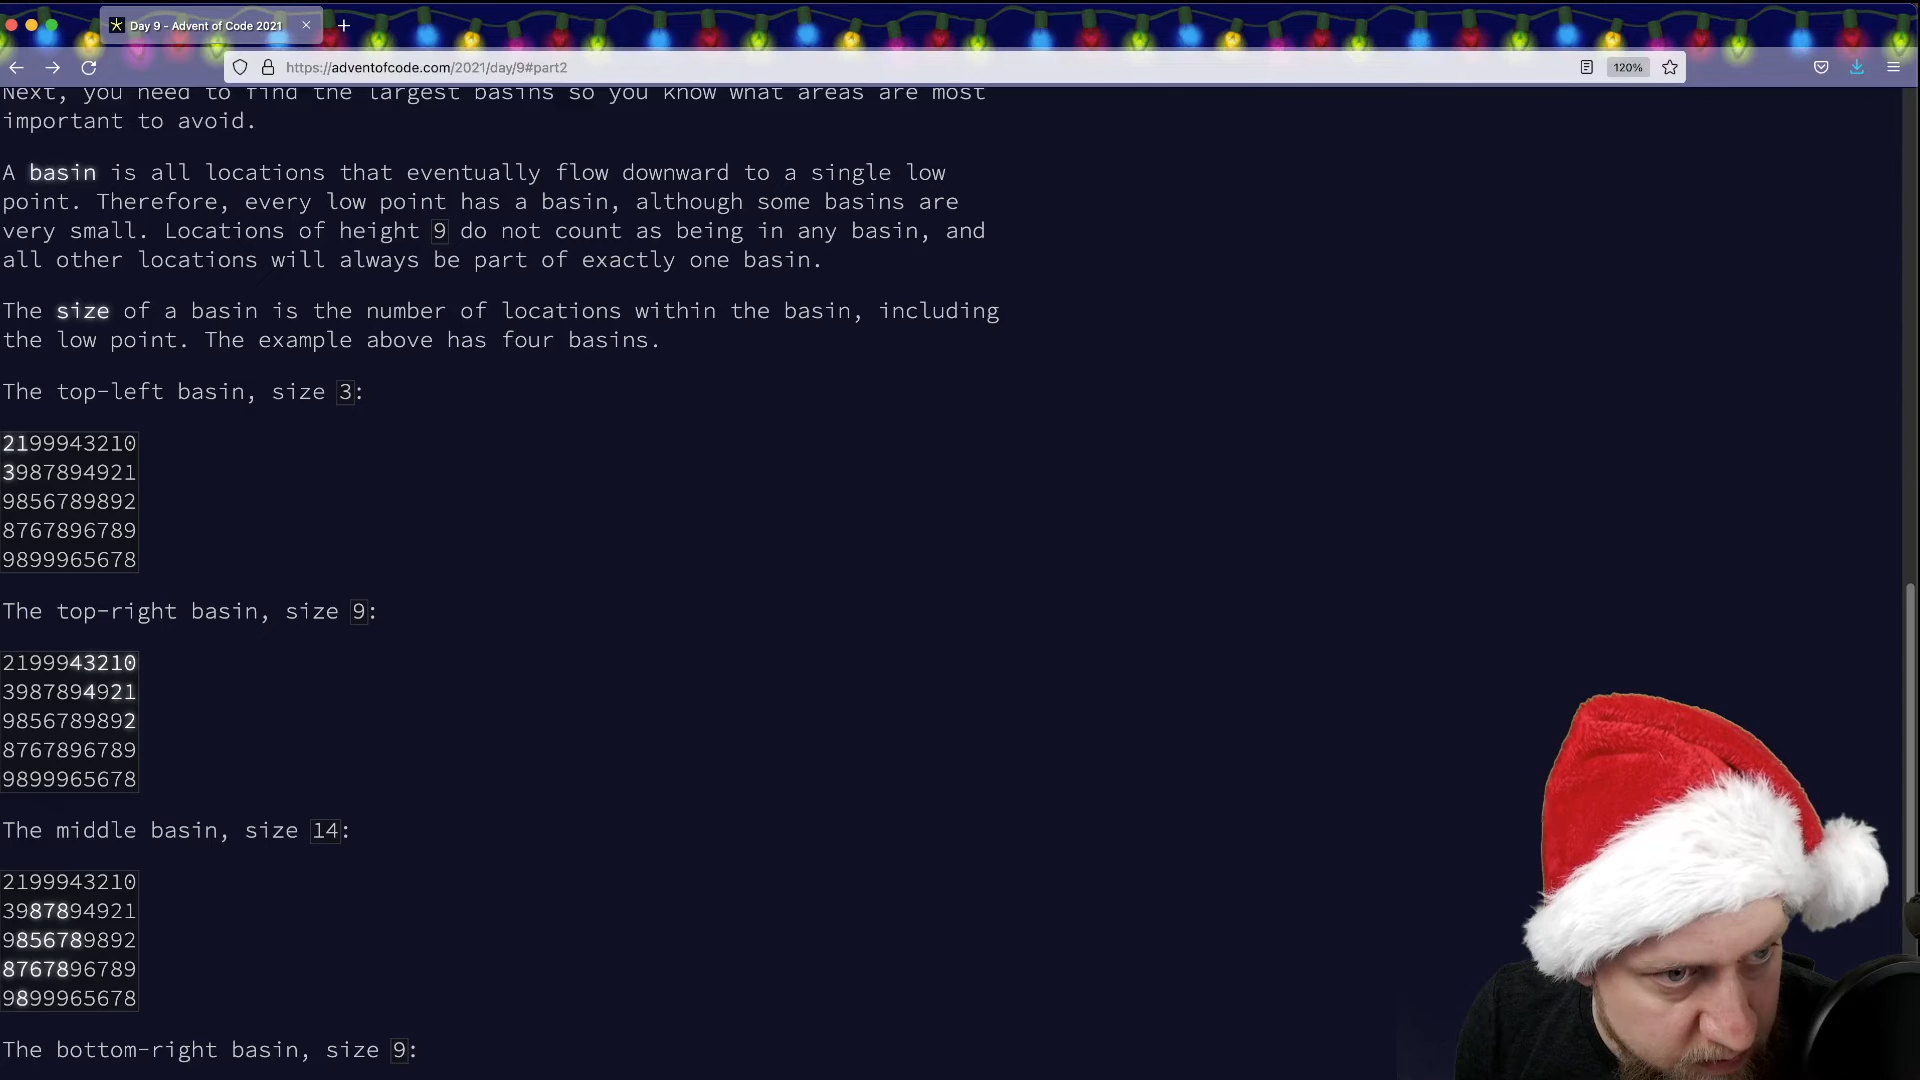 Day 9 - Advent of Code 2021
https://adventofcode.com/2021/day/9#part2
120%
Next, you need to find the largest basins so you know what areas are most
important to avoid.
A basin is all locations that eventually flow downward to a single low
point. Therefore, every low point has a basin, although some basins are
very small. Locations of height 9 do not count as being in any basin, and
all other locations will always be part of exactly one basin.
The size of a basin is the number of locations within the basin, including
the low point. The example above has four basins.
The top-left basin, size 3:
2199943210
3987894921
9856789892
8767896789
9899965678
The top-right basin, size 9:
2199943210
3987894921
9856789892
8767896789
9899965678
The middle basin, size 14:
2199943210
3987894921
9856789892
8767896789
9899965678
The bottom-right basin, size 9: